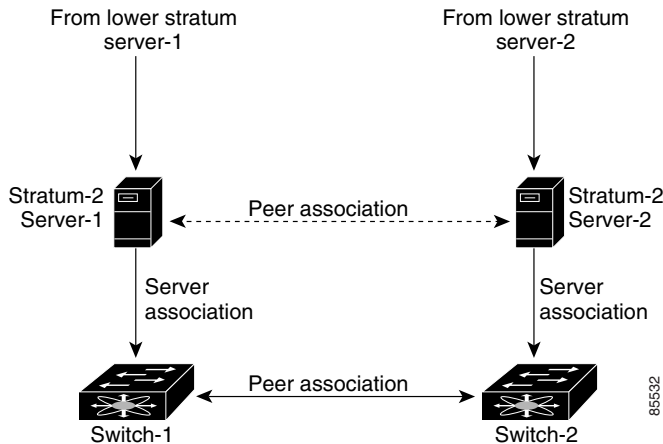 From lower stratum
server-1
From lower stratum
server-2
Stratum-2
Server-1
Peer association
Stratum-2
Server-2
Server
association
Server
association
Peer association
Switch-1
Switch-2
85532